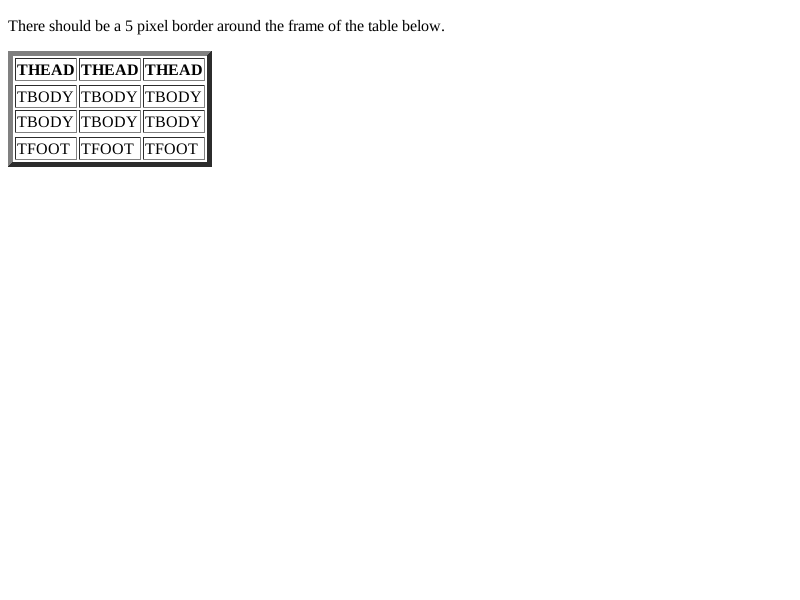 There should be a 5 pixel border around the frame of the table below.
THEAD THEAD THEAD
TBODY TBODY TBODY
TBODY TBODY TBODY
TFOOT TFOOT TFOOT